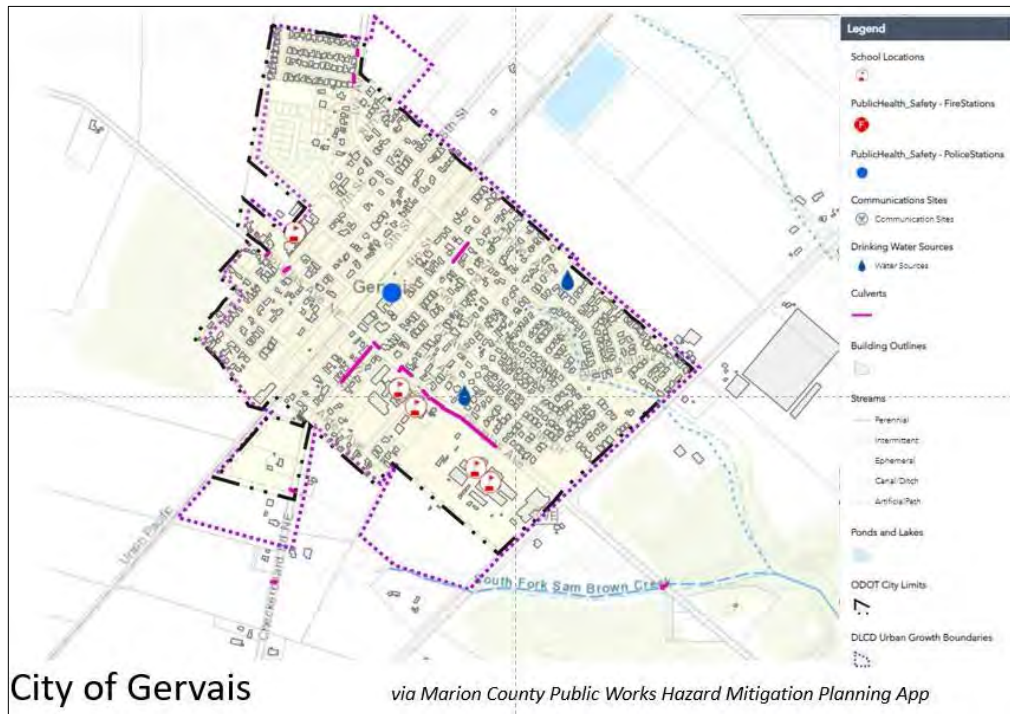 Legend
School Locations
PublicHealth_Safety - FireStations
F
PublicHealth_Safety - PoliceStations
Communications Sites
Communication Sites
Drinking Water Sources
Water Sources
Culverts
Building Outlines
Streams
Perennial
Intermittent
Ephemeral
Canal/Ditch
ArtificialPath
Ponds and Lakes
ODOT City Limits
DLCD Urban Growth Boundaries
Gervais
Union Pacific
South Fork Sam Brown Creek
City of Gervais
via Marion County Public Works Hazard Mitigation Planning App